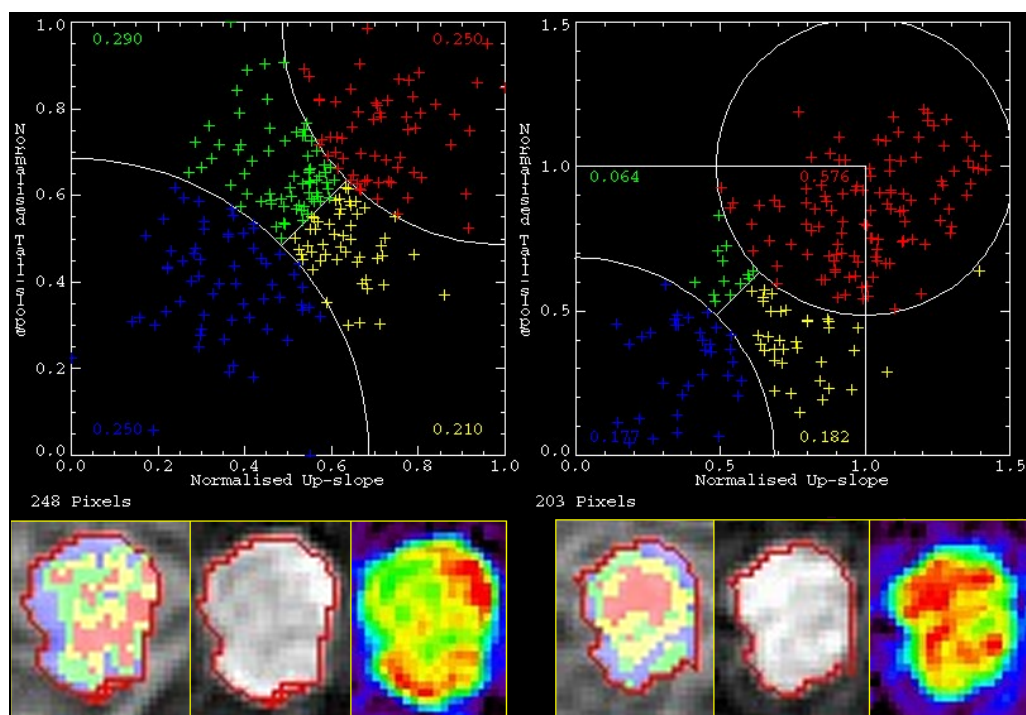 1.0
0.290
0.250
0.8
0.6
0.4
0.2
0.250
0.210
0.0
0.0 0.2 0.4 0.6 0.8 1.0
Normalised Tail-slope
Normalised Up-slope
248 Pixels
1.5
1.0
0.064
0.576
0.5
0.177
0.182
0.0
0.0 0.5 1.0 1.5
Normalised Tail-slope
Normalised Up-slope
203 Pixels